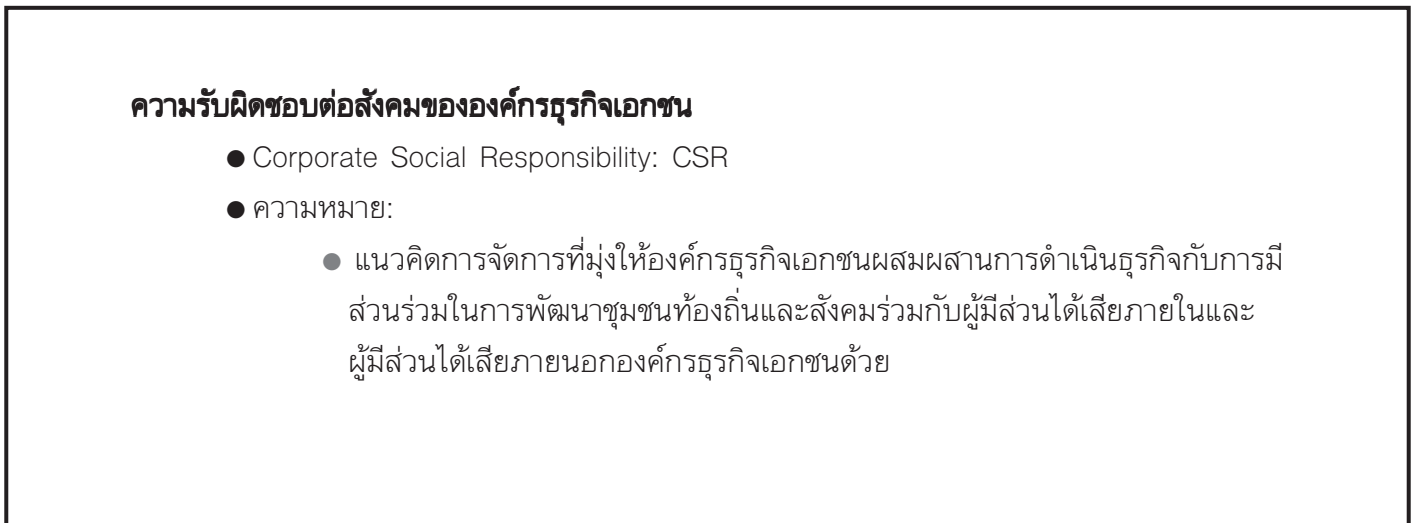 ความรับผิดชอบต่อสังคมขององค์กรธุรกิจเอกชน
● Corporate Social Responsibility: CSR
● ความหมาย:
● แนวคิดการจัดการที่มุ่งให้องค์กรธุรกิจเอกชนผสมผสานการดำเนินธุรกิจกับการมี
ส่วนร่วมในการพัฒนาชุมชนท้องถิ่นและสังคมร่วมกับผู้มีส่วนได้เสียภายในและ
ผู้มีส่วนได้เสียภายนอกองค์กรธุรกิจเอกชนด้วย